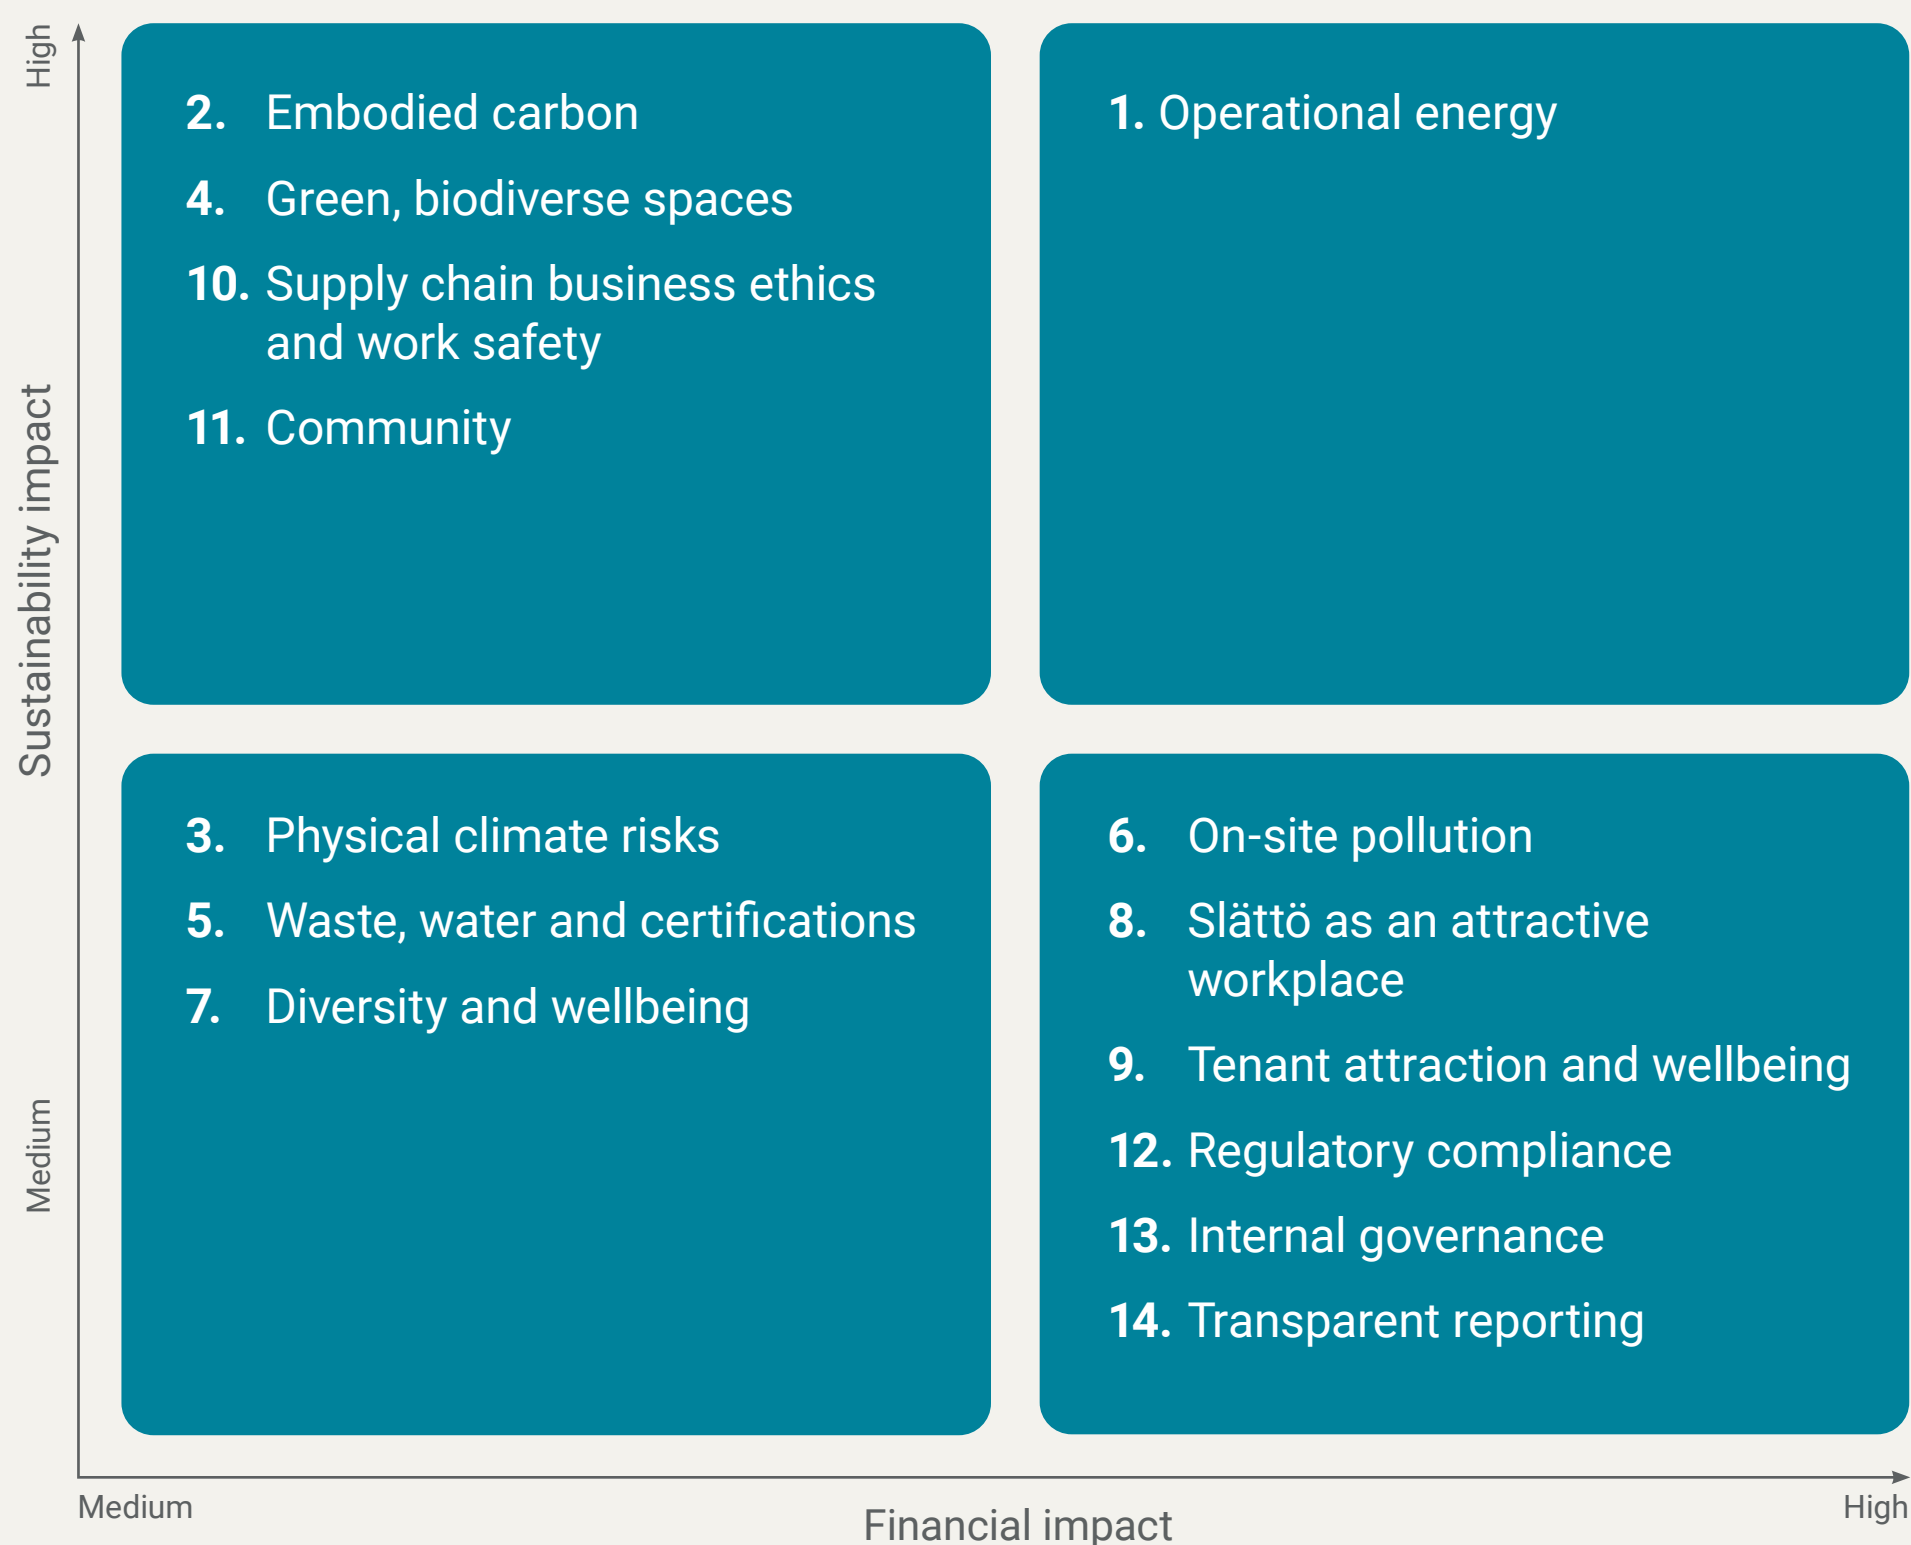 High
Sustainability impact
Medium
2. Embodied carbon
4. Green, biodiverse spaces
10. Supply chain business ethics
and work safety
11. Community
1. Operational energy
3. Physical climate risks
5. Waste, water and certifications
7. Diversity and wellbeing
6. On-site pollution
8. Slättö as an attractive
workplace
9. Tenant attraction and wellbeing
12. Regulatory compliance
13. Internal governance
14. Transparent reporting
Medium
Financial impact
High